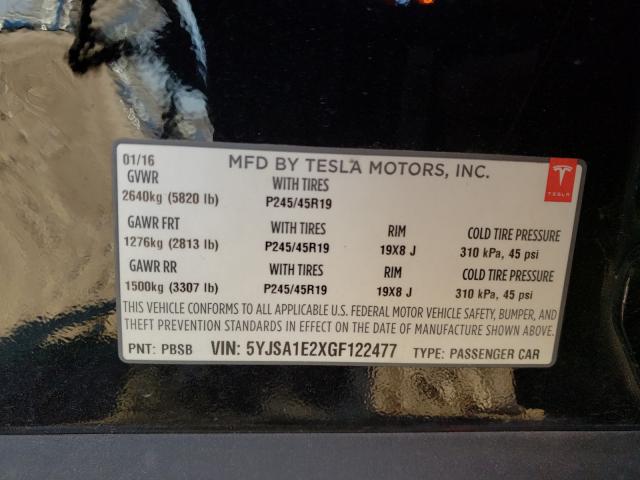 01/16 MFD BY TESLA MOTORS, INC.
GVWR WITH TIRES
2640kg (5820 lb) P245/45R19
TESLA
GAWR FRT WITH TIRES RIM COLD TIRE PRESSURE
1276kg (2813 lb) P245/45R19 19X8 J 310 kPa, 45 psi
GAWR RR WITH TIRES RIM COLD TIRE PRESSURE
1500kg (3307 lb) P245/45R19 19X8 J 310 kPa, 45 psi
THIS VEHICLE CONFORMS TO ALL APPLICABLE U.S. FEDERAL MOTOR VEHICLE SAFETY, BUMPER, AND
THEFT PREVENTION STANDARDS IN EFFECT ON THE DATE OF MANUFACTURE SHOWN ABOVE.
PNT: PBSB VIN: 5YJSA1E2XGF122477 TYPE: PASSENGER CAR